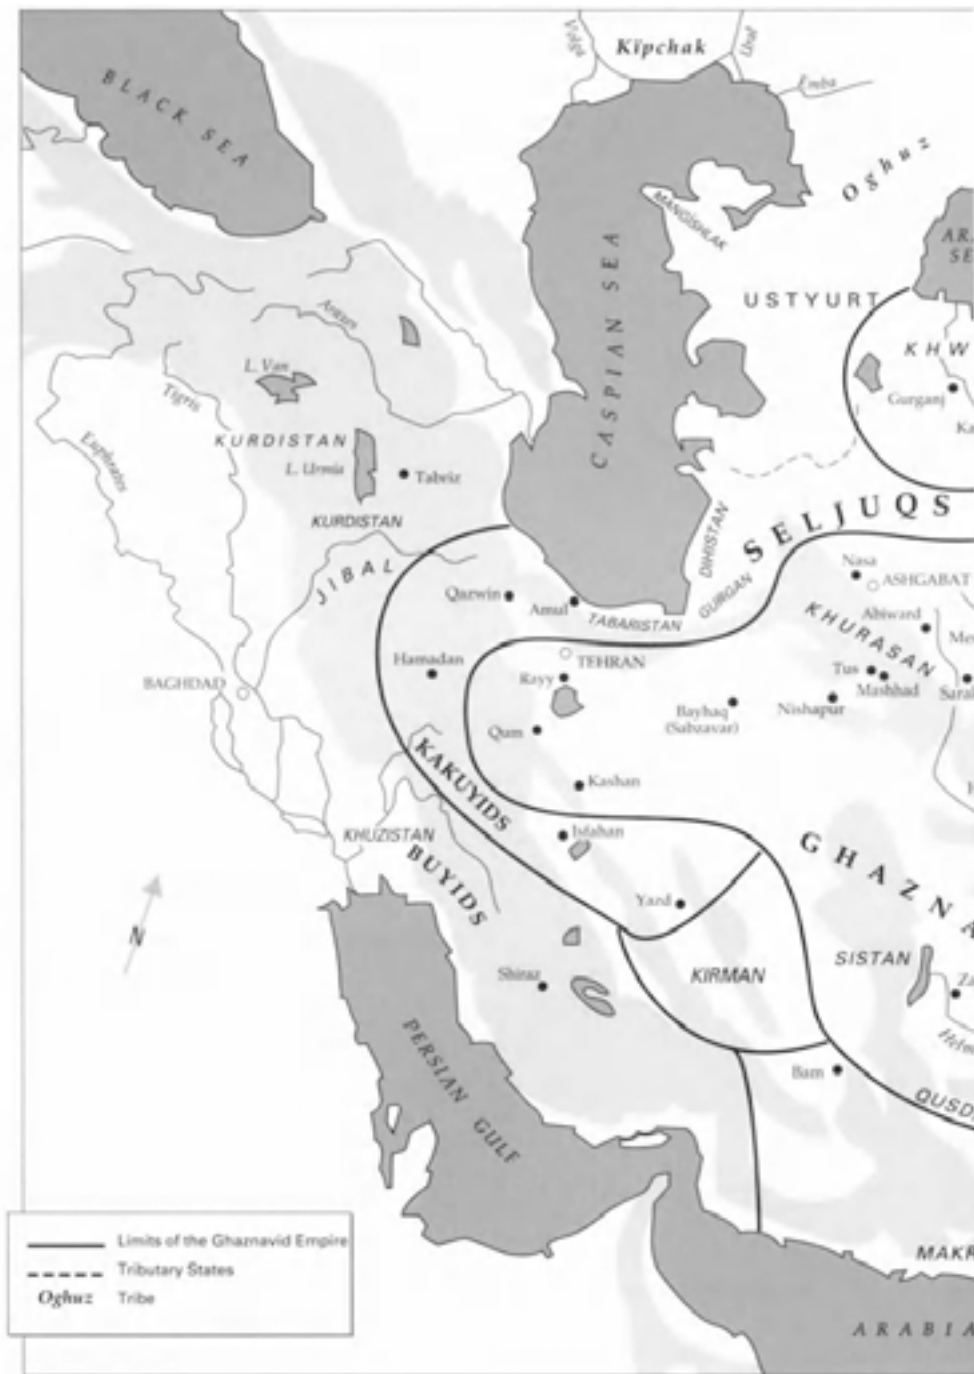 Volga
Kïpchak
Ural
Emba
BLACK SEA
Oghuz
MANGISHLAK
CASPIAN SEA
USTYURT
KHW
Gurganj
Araxes
L. Van
Tigris
Euphrates
KURDISTAN
L. Urmia
Tabriz
KURDISTAN
JIBAL
DIHISTAN
GURGAN
SELJUQS
Nasa
ASHGABAT
Abiward
KHURASAN
Qazwin
Amul
TABARISTAN
TEHRAN
Rayy
Hamadan
BAGHDAD
Tus
Mashhad
Nishapur
Bayhaq
(Sabzavar)
Qum
Kashan
KAKUYIDS
KHUZISTAN
BUYIDS
Isfahan
GHAZNA
Yazd
N
Shiraz
KIRMAN
SISTAN
Bam
PERSIAN GULF
MAKR
ARABIA
Limits of the Ghaznavid Empire
Tributary States
Oghuz Tribe